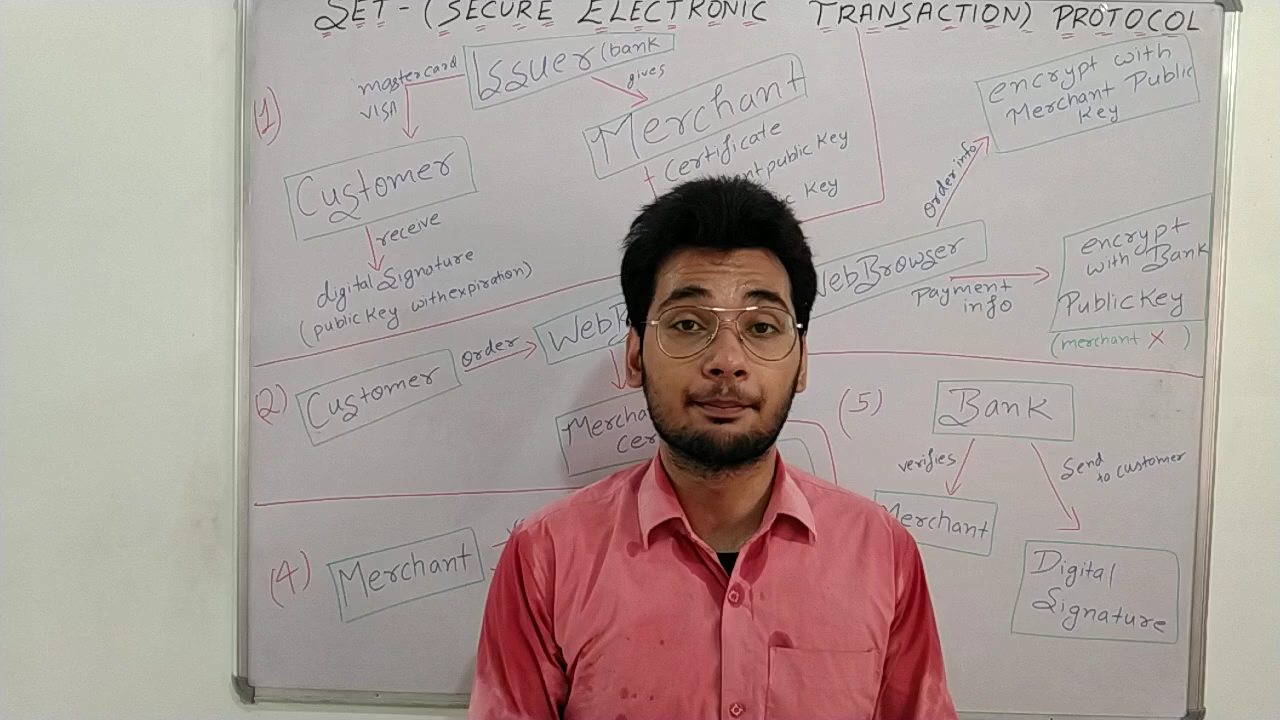 SET - (SECURE ELECTRONIC TRANSACTION) PROTOCOL
(1)
mastercard
VISA
Issuer (bank
gives
Merchant
+ Certificate
public key
Key
Customer
receive
digital Signature
(public key with expiration)
order info
encrypt with
Merchant Public
Key
WebBrowser
Payment
info
encrypt
with Bank
Public Key
(merchant X )
(2)
Customer
order
(4)
Merchant
(5)
Bank
verifies
Merchant
Send
to customer
Digital
Signature